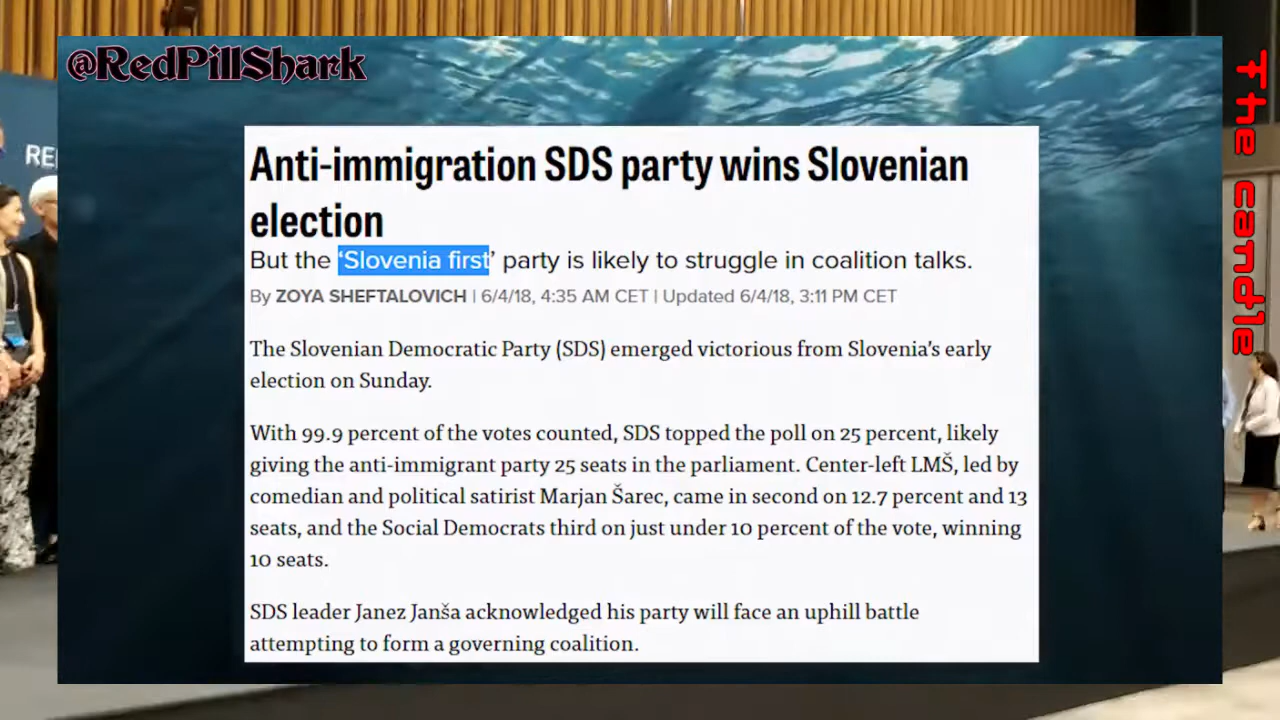 @RedPillShark
The candle
RE
Anti-immigration SDS party wins Slovenian
election
But the ‘Slovenia first’ party is likely to struggle in coalition talks.
By ZOYA SHEFTALOVICH | 6/4/18, 4:35 AM CET | Updated 6/4/18, 3:11 PM CET
The Slovenian Democratic Party (SDS) emerged victorious from Slovenia’s early
election on Sunday.
With 99.9 percent of the votes counted, SDS topped the poll on 25 percent, likely
giving the anti-immigrant party 25 seats in the parliament. Center-left LMŠ, led by
comedian and political satirist Marjan Šarec, came in second on 12.7 percent and 13
seats, and the Social Democrats third on just under 10 percent of the vote, winning
10 seats.
SDS leader Janez Janša acknowledged his party will face an uphill battle
attempting to form a governing coalition.